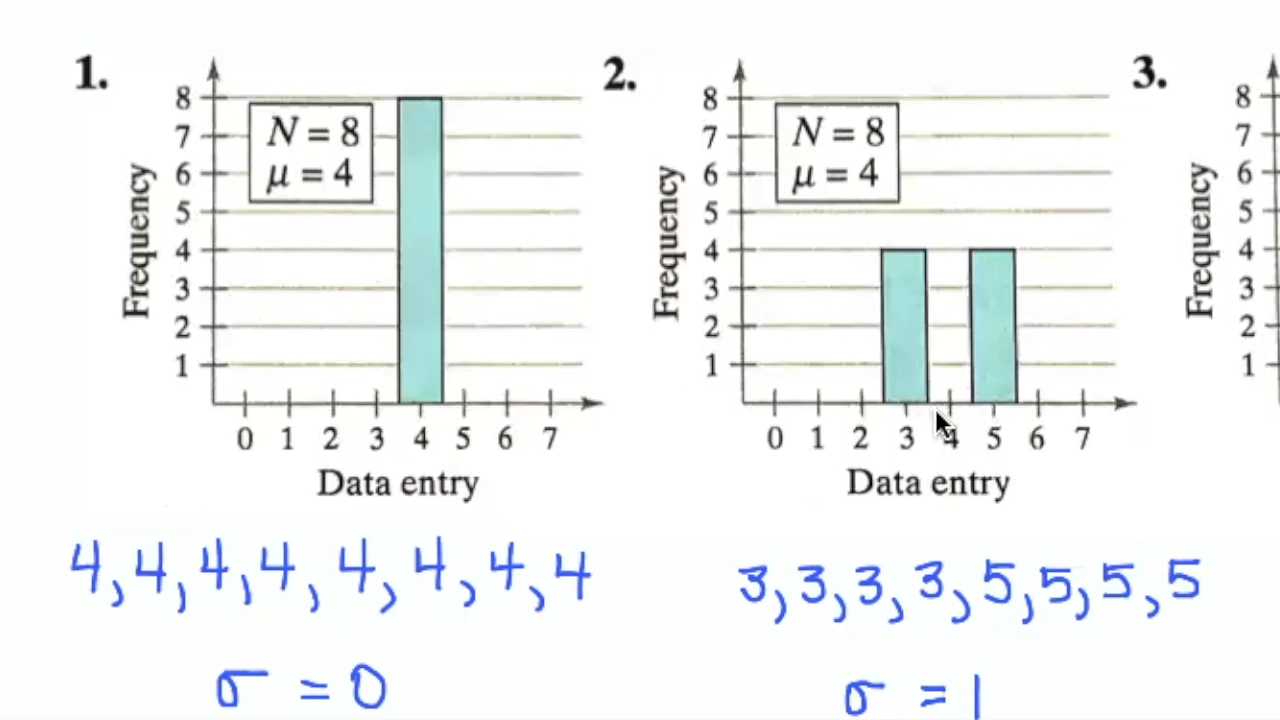 1.
8
7
6
5
4
3
2
1
Frequency
N = 8
μ = 4
0 1 2 3 4 5 6 7
Data entry
4, 4, 4, 4, 4, 4, 4, 4
σ = 0
2.
8
7
6
5
4
3
2
1
Frequency
N = 8
μ = 4
0 1 2 3 4 5 6 7
Data entry
3, 3, 3, 3, 5, 5, 5, 5
σ = 1
3.
8
7
6
5
4
3
2
1
Frequency